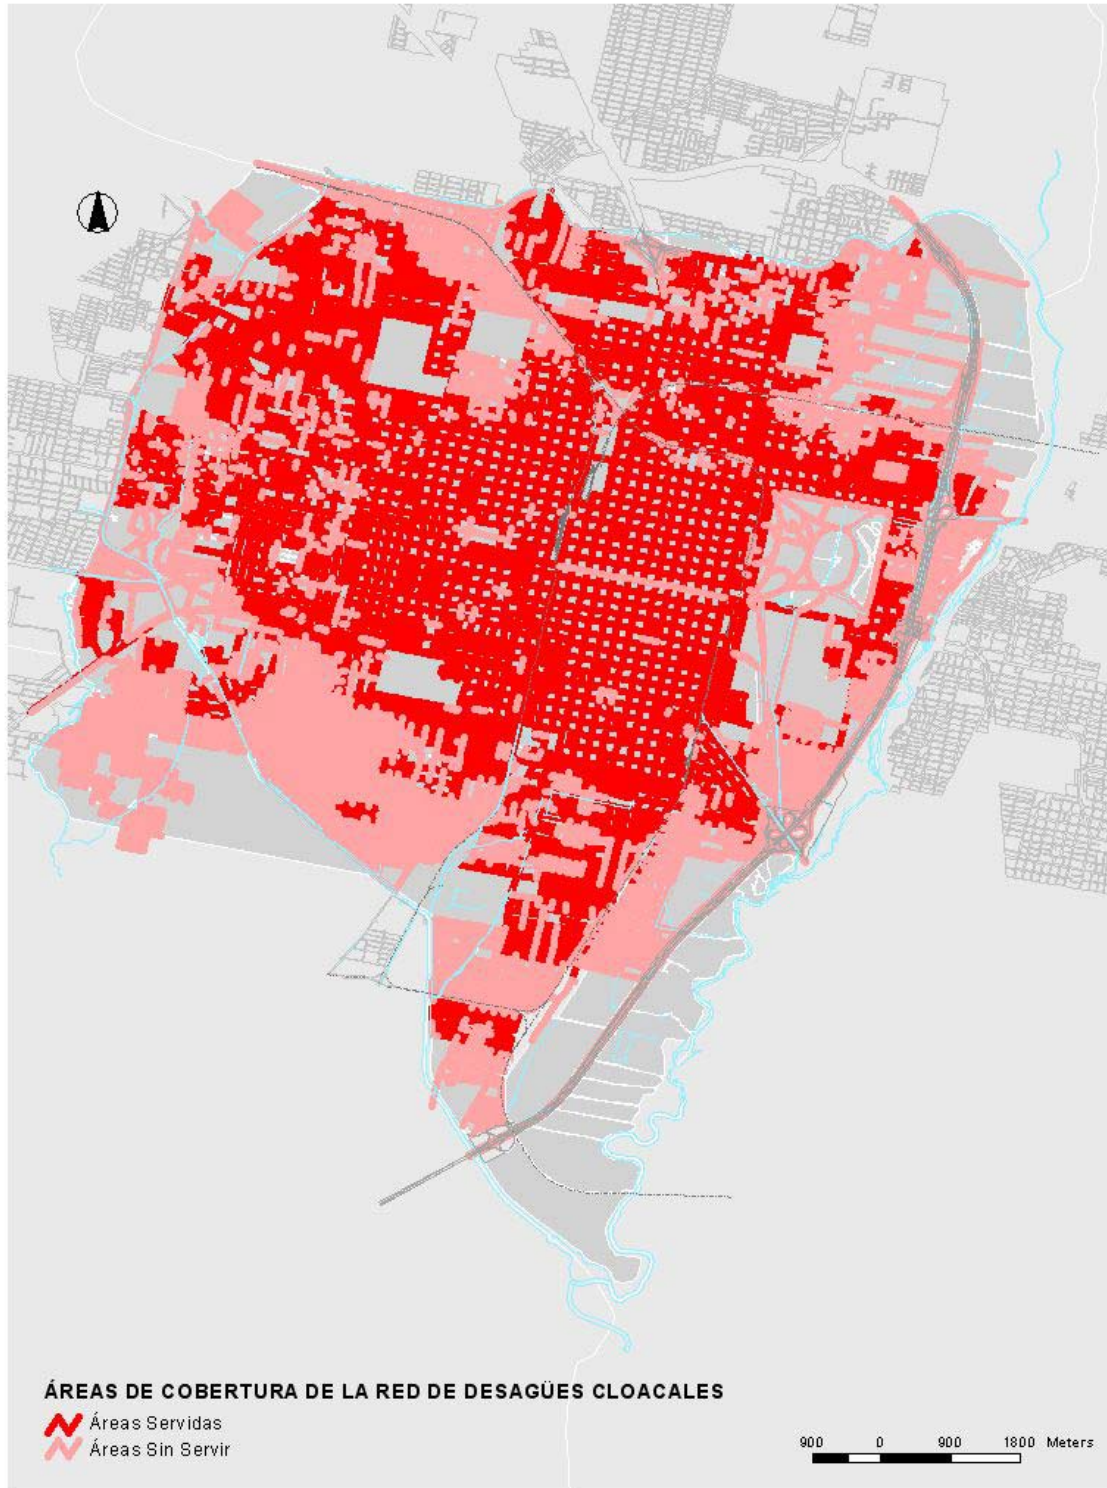 ÁREAS DE COBERTURA DE LA RED DE DESAGÜES CLOACALES
Áreas Servidas
Áreas Sin Servir
900 0 900 1800 Meters